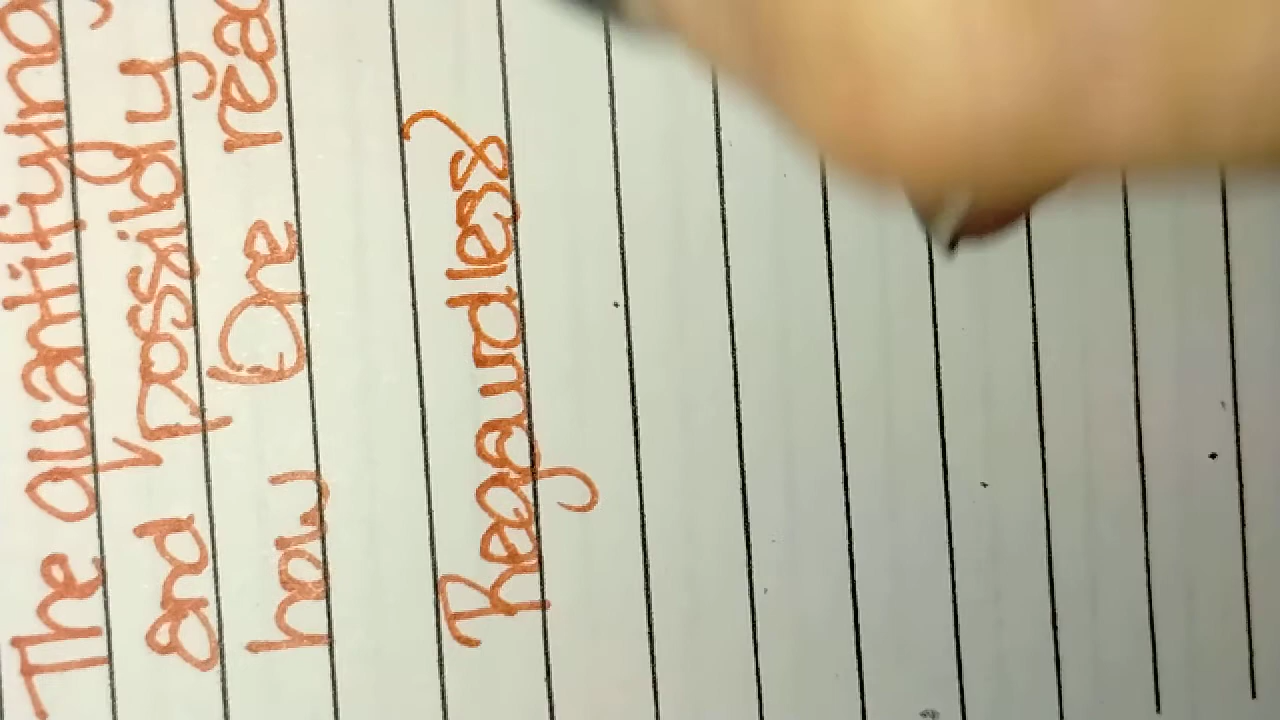 The quantifying
and possibly
how One rea
Regardless